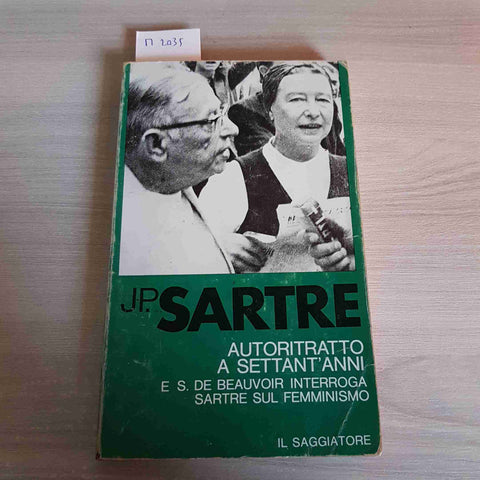 M 2035
J.P. SARTRE
AUTORITRATTO
A SETTANT'ANNI
E S. DE BEAUVOIR INTERROGA
SARTRE SUL FEMMINISMO
IL SAGGIATORE